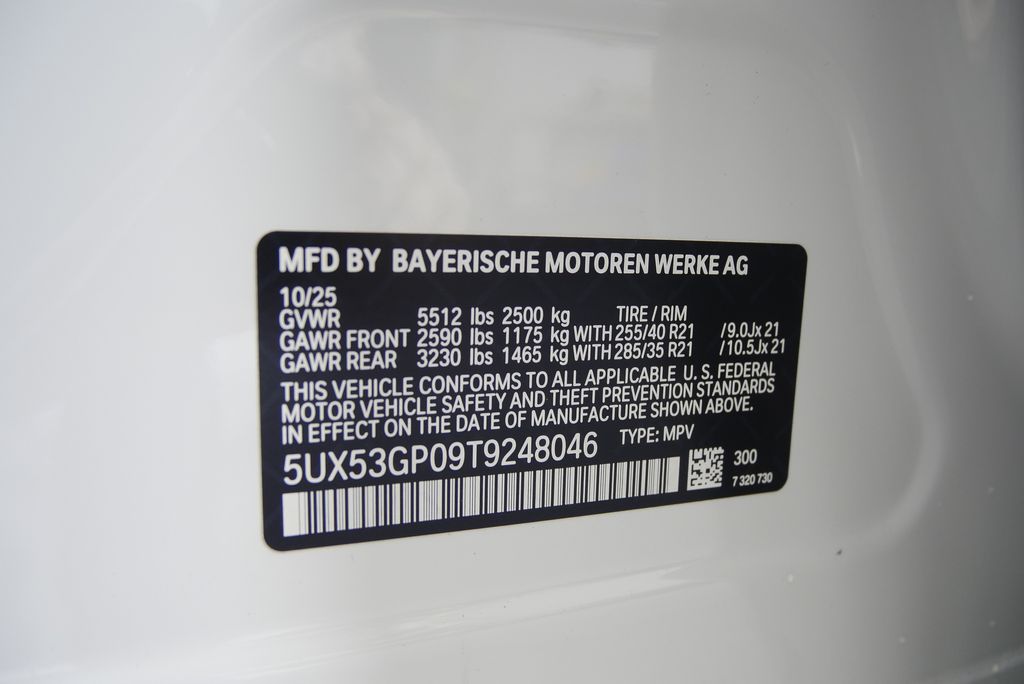 MFD BY BAYERISCHE MOTOREN WERKE AG
10/25
GVWR 5512 lbs 2500 kg TIRE / RIM
GAWR FRONT 2590 lbs 1175 kg WITH 255/40 R21 /9.0Jx 21
GAWR REAR 3230 lbs 1465 kg WITH 285/35 R21 /10.5Jx 21
THIS VEHICLE CONFORMS TO ALL APPLICABLE U. S. FEDERAL
MOTOR VEHICLE SAFETY AND THEFT PREVENTION STANDARDS
IN EFFECT ON THE DATE OF MANUFACTURE SHOWN ABOVE.
5UX53GP09T9248046 TYPE: MPV
300
7 320 730